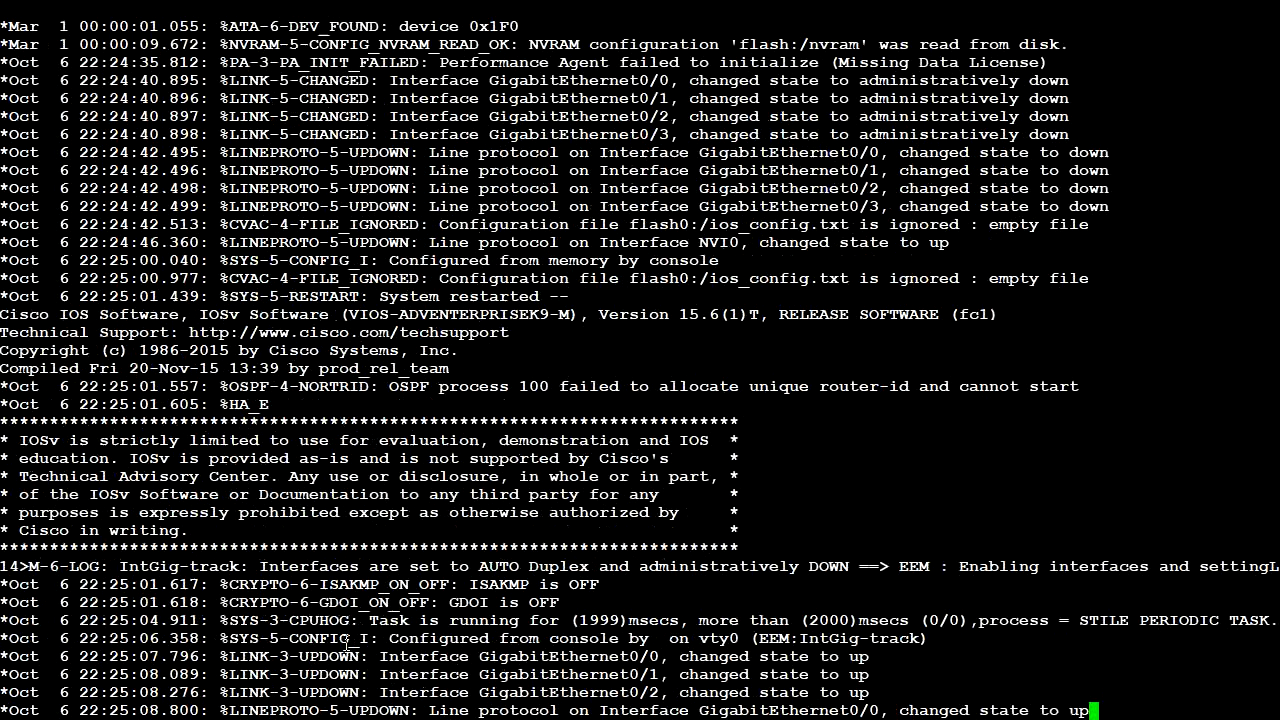 *Mar  1 00:00:01.055: %ATA-6-DEV_FOUND: device 0x1F0
*Mar  1 00:00:09.672: %NVRAM-5-CONFIG_NVRAM_READ_OK: NVRAM configuration 'flash:/nvram' was read from disk.
*Oct  6 22:24:35.812: %PA-3-PA_INIT_FAILED: Performance Agent failed to initialize (Missing Data License)
*Oct  6 22:24:40.895: %LINK-5-CHANGED: Interface GigabitEthernet0/0, changed state to administratively down
*Oct  6 22:24:40.896: %LINK-5-CHANGED: Interface GigabitEthernet0/1, changed state to administratively down
*Oct  6 22:24:40.897: %LINK-5-CHANGED: Interface GigabitEthernet0/2, changed state to administratively down
*Oct  6 22:24:40.898: %LINK-5-CHANGED: Interface GigabitEthernet0/3, changed state to administratively down
*Oct  6 22:24:42.495: %LINEPROTO-5-UPDOWN: Line protocol on Interface GigabitEthernet0/0, changed state to down
*Oct  6 22:24:42.496: %LINEPROTO-5-UPDOWN: Line protocol on Interface GigabitEthernet0/1, changed state to down
*Oct  6 22:24:42.498: %LINEPROTO-5-UPDOWN: Line protocol on Interface GigabitEthernet0/2, changed state to down
*Oct  6 22:24:42.499: %LINEPROTO-5-UPDOWN: Line protocol on Interface GigabitEthernet0/3, changed state to down
*Oct  6 22:24:42.513: %CVAC-4-FILE_IGNORED: Configuration file flash0:/ios_config.txt is ignored : empty file
*Oct  6 22:24:46.360: %LINEPROTO-5-UPDOWN: Line protocol on Interface NVI0, changed state to up
*Oct  6 22:25:00.040: %SYS-5-CONFIG_I: Configured from memory by console
*Oct  6 22:25:00.977: %CVAC-4-FILE_IGNORED: Configuration file flash0:/ios_config.txt is ignored : empty file
*Oct  6 22:25:01.439: %SYS-5-RESTART: System restarted --
Cisco IOS Software, IOSv Software (VIOS-ADVENTERPRISEK9-M), Version 15.6(1)T, RELEASE SOFTWARE (fc1)
Technical Support: http://www.cisco.com/techsupport
Copyright (c) 1986-2015 by Cisco Systems, Inc.
Compiled Fri 20-Nov-15 13:39 by prod_rel_team
*Oct  6 22:25:01.557: %OSPF-4-NORTRID: OSPF process 100 failed to allocate unique router-id and cannot start
*Oct  6 22:25:01.605: %HA_E
**************************************************************************
* IOSv is strictly limited to use for evaluation, demonstration and IOS  *
* education. IOSv is provided as-is and is not supported by Cisco's      *
* Technical Advisory Center. Any use or disclosure, in whole or in part, *
* of the IOSv Software or Documentation to any third party for any       *
* purposes is expressly prohibited except as otherwise authorized by     *
* Cisco in writing.                                                      *
**************************************************************************
14>M-6-LOG: IntGig-track: Interfaces are set to AUTO Duplex and administratively DOWN ==> EEM : Enabling interfaces and settingL
*Oct  6 22:25:01.617: %CRYPTO-6-ISAKMP_ON_OFF: ISAKMP is OFF
*Oct  6 22:25:01.618: %CRYPTO-6-GDOI_ON_OFF: GDOI is OFF
*Oct  6 22:25:04.911: %SYS-3-CPUHOG: Task is running for (1999)msecs, more than (2000)msecs (0/0),process = STILE PERIODIC TASK.
*Oct  6 22:25:06.358: %SYS-5-CONFIG_I: Configured from console by  on vty0 (EEM:IntGig-track)
*Oct  6 22:25:07.796: %LINK-3-UPDOWN: Interface GigabitEthernet0/0, changed state to up
*Oct  6 22:25:08.089: %LINK-3-UPDOWN: Interface GigabitEthernet0/1, changed state to up
*Oct  6 22:25:08.276: %LINK-3-UPDOWN: Interface GigabitEthernet0/2, changed state to up
*Oct  6 22:25:08.800: %LINEPROTO-5-UPDOWN: Line protocol on Interface GigabitEthernet0/0, changed state to up